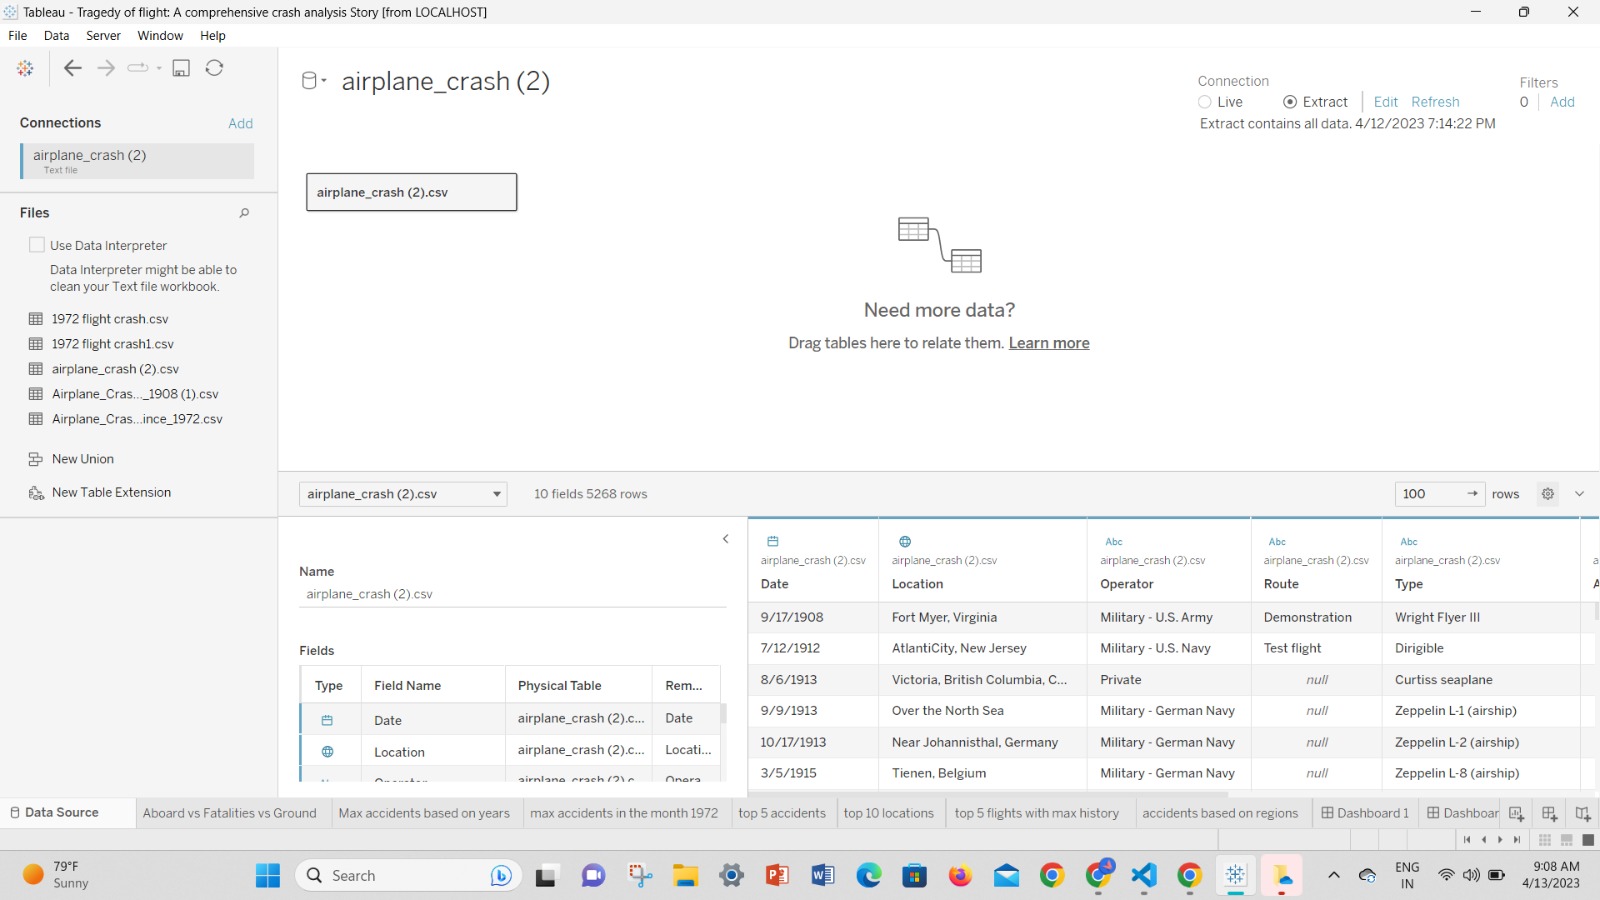 Tableau - Tragedy of flight: A comprehensive crash analysis Story [from LOCALHOST]
File Data Server Window Help
Connections Add
airplane_crash (2)
Text file
Files
Use Data Interpreter
Data Interpreter might be able to
clean your Text file workbook.
1972 flight crash.csv
1972 flight crash1.csv
airplane_crash (2).csv
Airplane_Cras..._1908 (1).csv
Airplane_Cras...ince_1972.csv
New Union
New Table Extension
airplane_crash (2)
Connection
Live Extract Edit Refresh
Extract contains all data. 4/12/2023 7:14:22 PM
Filters
0 Add
airplane_crash (2).csv
Need more data?
Drag tables here to relate them. Learn more
airplane_crash (2).csv 10 fields 5268 rows 100 → rows
Name
airplane_crash (2).csv
Fields
Type Field Name Physical Table Rem...
Date airplane_crash (2).c... Date
Location airplane_crash (2).c... Locati...
Abc Abc Abc
airplane_crash (2).csv airplane_crash (2).csv airplane_crash (2).csv airplane_crash (2).csv airplane_crash (2).csv
Date Location Operator Route Type
9/17/1908 Fort Myer, Virginia Military - U.S. Army Demonstration Wright Flyer III
7/12/1912 AtlantiCity, New Jersey Military - U.S. Navy Test flight Dirigible
8/6/1913 Victoria, British Columbia, C... Private null Curtiss seaplane
9/9/1913 Over the North Sea Military - German Navy null Zeppelin L-1 (airship)
10/17/1913 Near Johannisthal, Germany Military - German Navy null Zeppelin L-2 (airship)
3/5/1915 Tienen, Belgium Military - German Navy null Zeppelin L-8 (airship)
Data Source Aboard vs Fatalities vs Ground Max accidents based on years max accidents in the month 1972 top 5 accidents top 10 locations top 5 flights with max history accidents based on regions Dashboard 1 Dashboar
79°F
Sunny
Search
ENG
IN
9:08 AM
4/13/2023